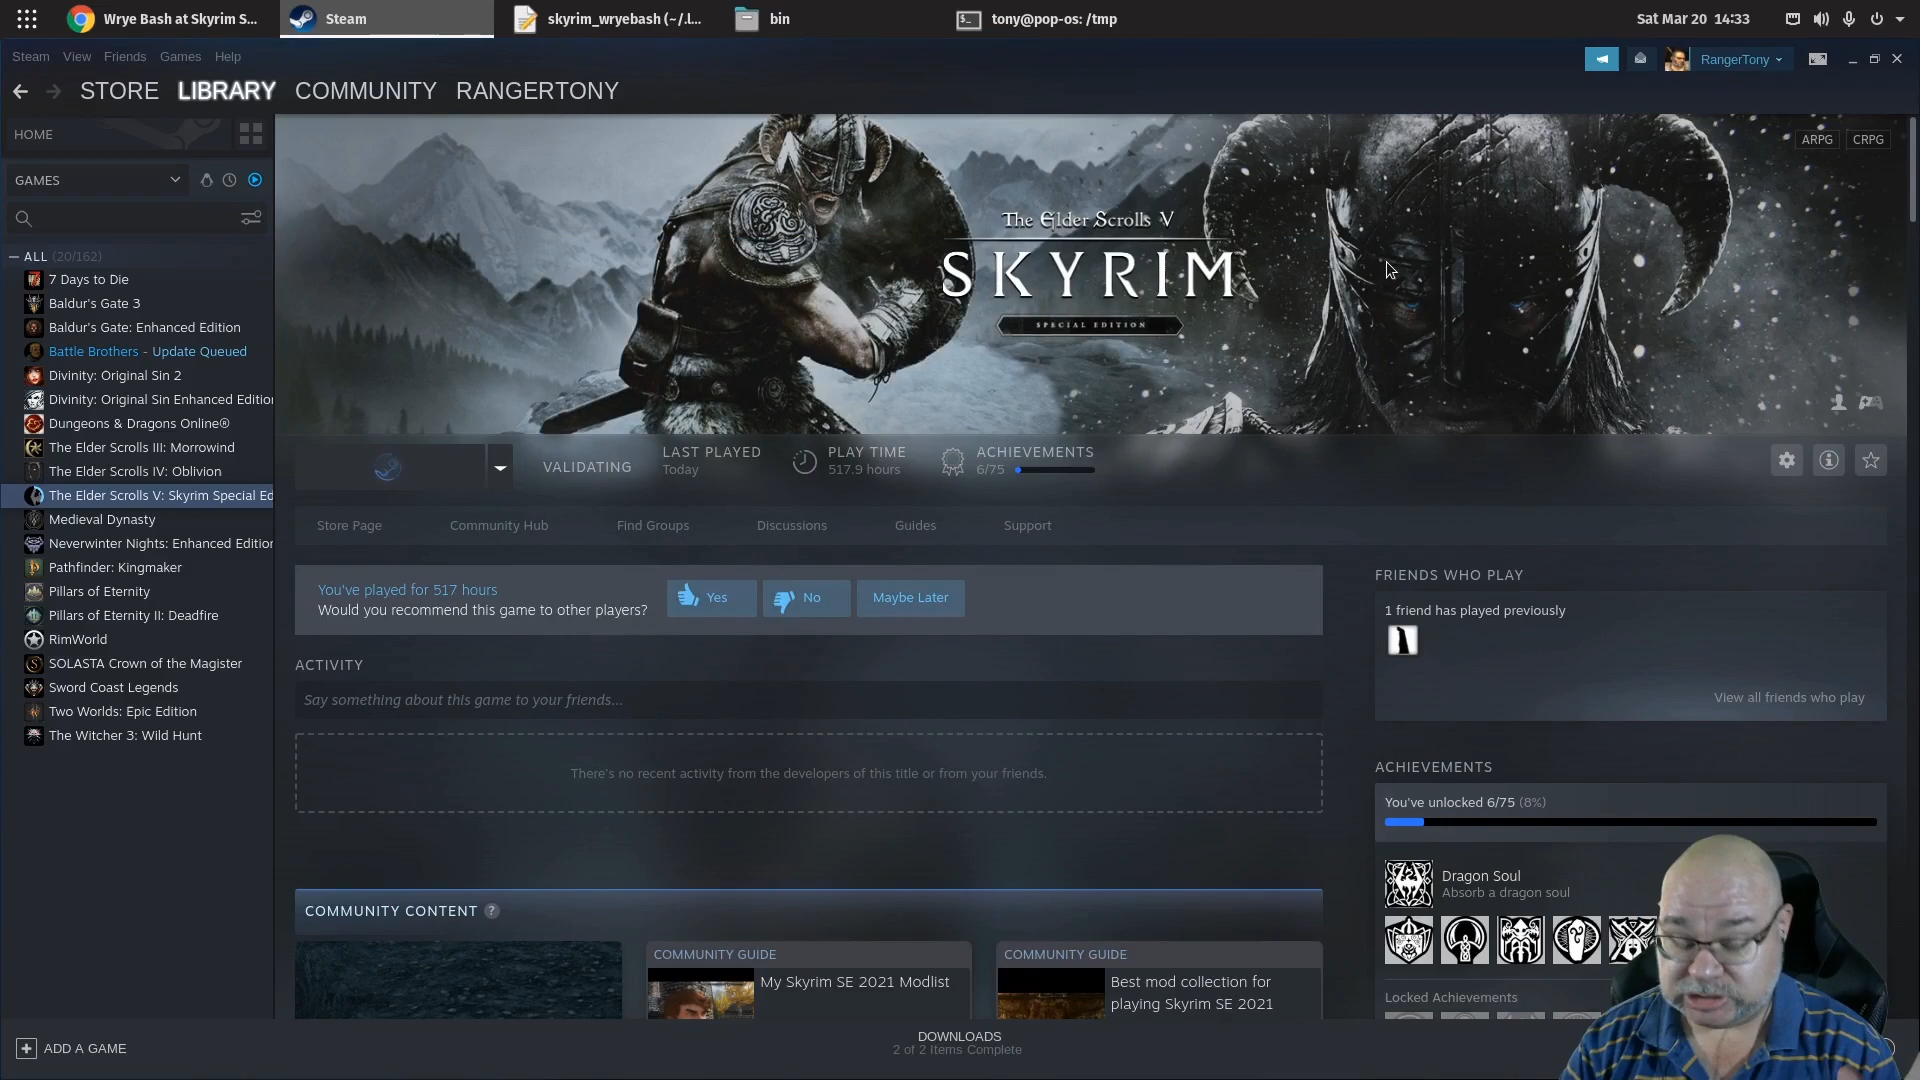 Wrye Bash at Skyrim S...
Steam
skyrim_wryebash (~/.l...
bin
tony@pop-os: /tmp
Sat Mar 20 14:33
Steam View Friends Games Help
RangerTony
STORE LIBRARY COMMUNITY RANGERTONY
HOME
GAMES
ALL (20/162)
7 Days to Die
Baldur's Gate 3
Baldur's Gate: Enhanced Edition
Battle Brothers - Update Queued
Divinity: Original Sin 2
Divinity: Original Sin Enhanced Editio
Dungeons & Dragons Online®
The Elder Scrolls III: Morrowind
The Elder Scrolls IV: Oblivion
The Elder Scrolls V: Skyrim Special Ed
Medieval Dynasty
Neverwinter Nights: Enhanced Edition
Pathfinder: Kingmaker
Pillars of Eternity
Pillars of Eternity II: Deadfire
RimWorld
SOLASTA Crown of the Magister
Sword Coast Legends
Two Worlds: Epic Edition
The Witcher 3: Wild Hunt
ARPG CRPG
The Elder Scrolls V
SKYRIM
SPECIAL EDITION
VALIDATING
LAST PLAYED
Today
PLAY TIME
517.9 hours
ACHIEVEMENTS
6/75
Store Page Community Hub Find Groups Discussions Guides Support
You've played for 517 hours
Would you recommend this game to other players?
Yes No Maybe Later
ACTIVITY
Say something about this game to your friends...
There's no recent activity from the developers of this title or from your friends.
COMMUNITY CONTENT ?
COMMUNITY GUIDE
My Skyrim SE 2021 Modlist
COMMUNITY GUIDE
Best mod collection for
playing Skyrim SE 2021
FRIENDS WHO PLAY
1 friend has played previously
View all friends who play
ACHIEVEMENTS
You've unlocked 6/75 (8%)
Dragon Soul
Absorb a dragon soul
Locked Achievements
ADD A GAME
DOWNLOADS
2 of 2 Items Complete